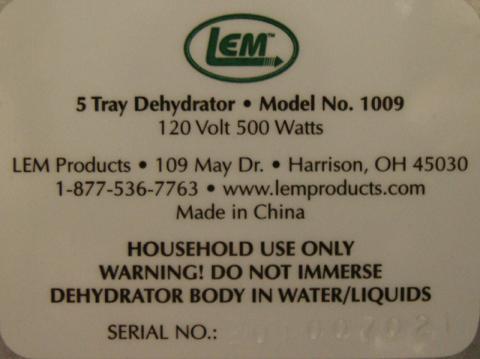 LEM™
5 Tray Dehydrator • Model No. 1009
120 Volt 500 Watts
LEM Products • 109 May Dr. • Harrison, OH 45030
1-877-536-7763 • www.lemproducts.com
Made in China
HOUSEHOLD USE ONLY
WARNING! DO NOT IMMERSE
DEHYDRATOR BODY IN WATER/LIQUIDS
SERIAL NO.: